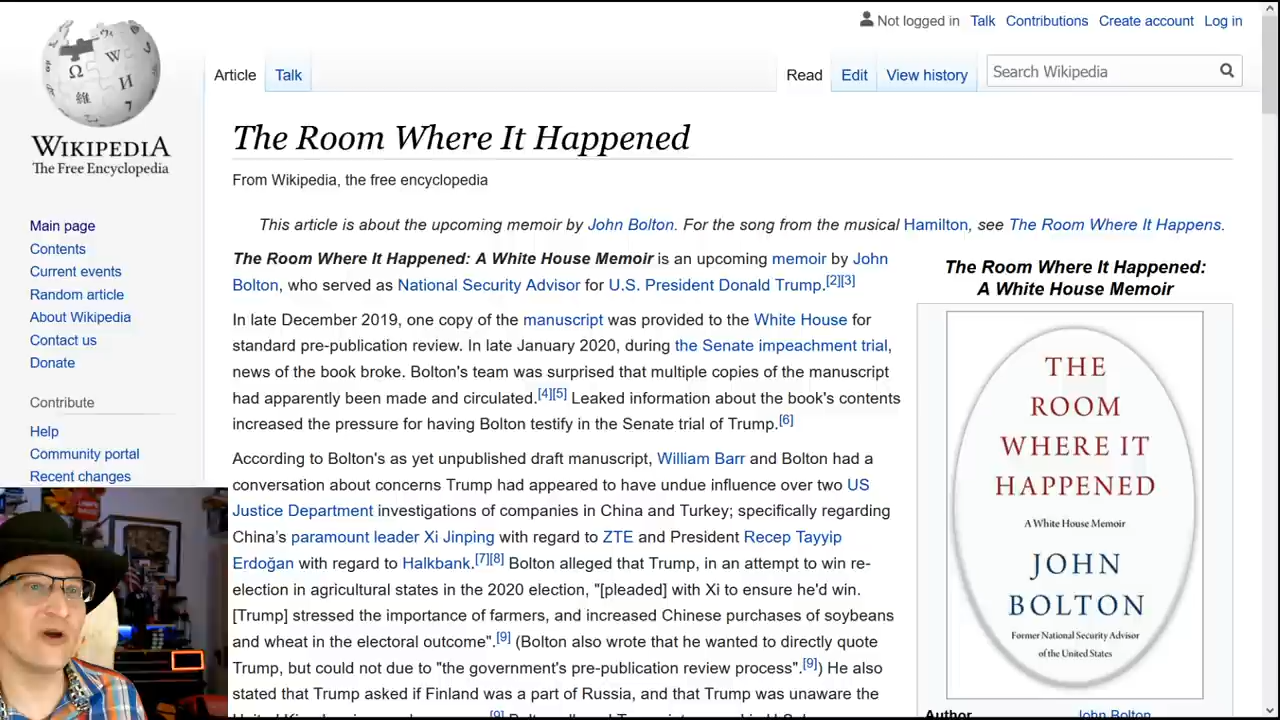 Not logged in Talk Contributions Create account Log in
Article Talk Read Edit View history Search Wikipedia
WIKIPEDIA
The Free Encyclopedia
Main page
Contents
Current events
Random article
About Wikipedia
Contact us
Donate
Contribute
Help
Community portal
Recent changes
The Room Where It Happened
From Wikipedia, the free encyclopedia
This article is about the upcoming memoir by John Bolton. For the song from the musical Hamilton, see The Room Where It Happens.
The Room Where It Happened: A White House Memoir is an upcoming memoir by John
Bolton, who served as National Security Advisor for U.S. President Donald Trump.[2][3]
In late December 2019, one copy of the manuscript was provided to the White House for
standard pre-publication review. In late January 2020, during the Senate impeachment trial,
news of the book broke. Bolton's team was surprised that multiple copies of the manuscript
had apparently been made and circulated.[4][5] Leaked information about the book's contents
increased the pressure for having Bolton testify in the Senate trial of Trump.[6]
According to Bolton's as yet unpublished draft manuscript, William Barr and Bolton had a
conversation about concerns Trump had appeared to have undue influence over two US
Justice Department investigations of companies in China and Turkey; specifically regarding
China's paramount leader Xi Jinping with regard to ZTE and President Recep Tayyip
Erdoğan with regard to Halkbank.[7][8] Bolton alleged that Trump, in an attempt to win re-
election in agricultural states in the 2020 election, "[pleaded] with Xi to ensure he'd win.
[Trump] stressed the importance of farmers, and increased Chinese purchases of soybeans
and wheat in the electoral outcome".[9] (Bolton also wrote that he wanted to directly quote
Trump, but could not due to "the government's pre-publication review process".[9]) He also
stated that Trump asked if Finland was a part of Russia, and that Trump was unaware the
The Room Where It Happened:
A White House Memoir
THE
ROOM
WHERE IT
HAPPENED
A White House Memoir
JOHN
BOLTON
Former National Security Advisor
of the United States
Author John Bolton